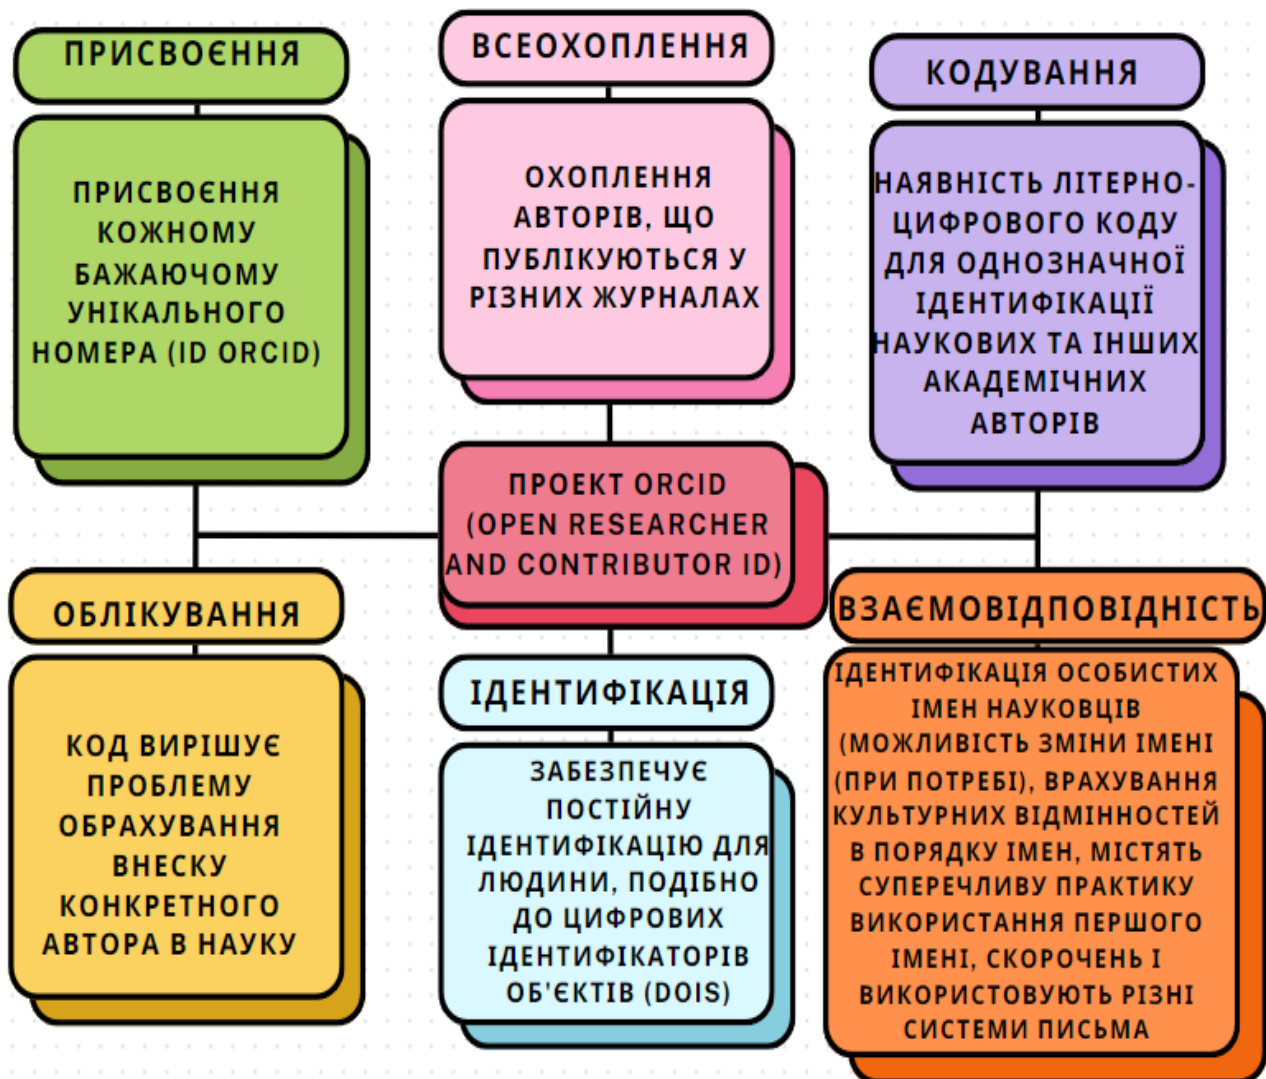 ПРИСВОЄННЯ
ПРИСВОЄННЯ
КОЖНОМУ
БАЖАЮЧОМУ
УНІКАЛЬНОГО
НОМЕРА (ID ORCID)
ВСЕОХОПЛЕННЯ
ОХОПЛЕННЯ
АВТОРІВ, ЩО
ПУБЛІКУЮТЬСЯ У
РІЗНИХ ЖУРНАЛАХ
КОДУВАННЯ
НАЯВНІСТЬ ЛІТЕРНО-
ЦИФРОВОГО КОДУ
ДЛЯ ОДНОЗНАЧНОЇ
ІДЕНТИФІКАЦІЇ
НАУКОВИХ ТА ІНШИХ
АКАДЕМІЧНИХ
АВТОРІВ
ПРОЕКТ ORCID
(OPEN RESEARCHER
AND CONTRIBUTOR ID)
ОБЛІКУВАННЯ
КОД ВИРІШУЄ
ПРОБЛЕМУ
ОБРАХУВАННЯ
ВНЕСКУ
КОНКРЕТНОГО
АВТОРА В НАУКУ
ІДЕНТИФІКАЦІЯ
ЗАБЕЗПЕЧУЄ
ПОСТІЙНУ
ІДЕНТИФІКАЦІЮ ДЛЯ
ЛЮДИНИ, ПОДІБНО
ДО ЦИФРОВИХ
ІДЕНТИФІКАТОРІВ
ОБ'ЄКТІВ (DOIS)
ВЗАЄМОВІДПОВІДНІСТЬ
ІДЕНТИФІКАЦІЯ ОСОБИСТИХ
ІМЕН НАУКОВЦІВ
(МОЖЛИВІСТЬ ЗМІНИ ІМЕНІ
(ПРИ ПОТРЕБІ), ВРАХУВАННЯ
КУЛЬТУРНИХ ВІДМІННОСТЕЙ
В ПОРЯДКУ ІМЕН, МІСТЯТЬ
СУПЕРЕЧЛИВУ ПРАКТИКУ
ВИКОРИСТАННЯ ПЕРШОГО
ІМЕНІ, СКОРОЧЕНЬ І
ВИКОРИСТОВУЮТЬ РІЗНІ
СИСТЕМИ ПИСЬМА